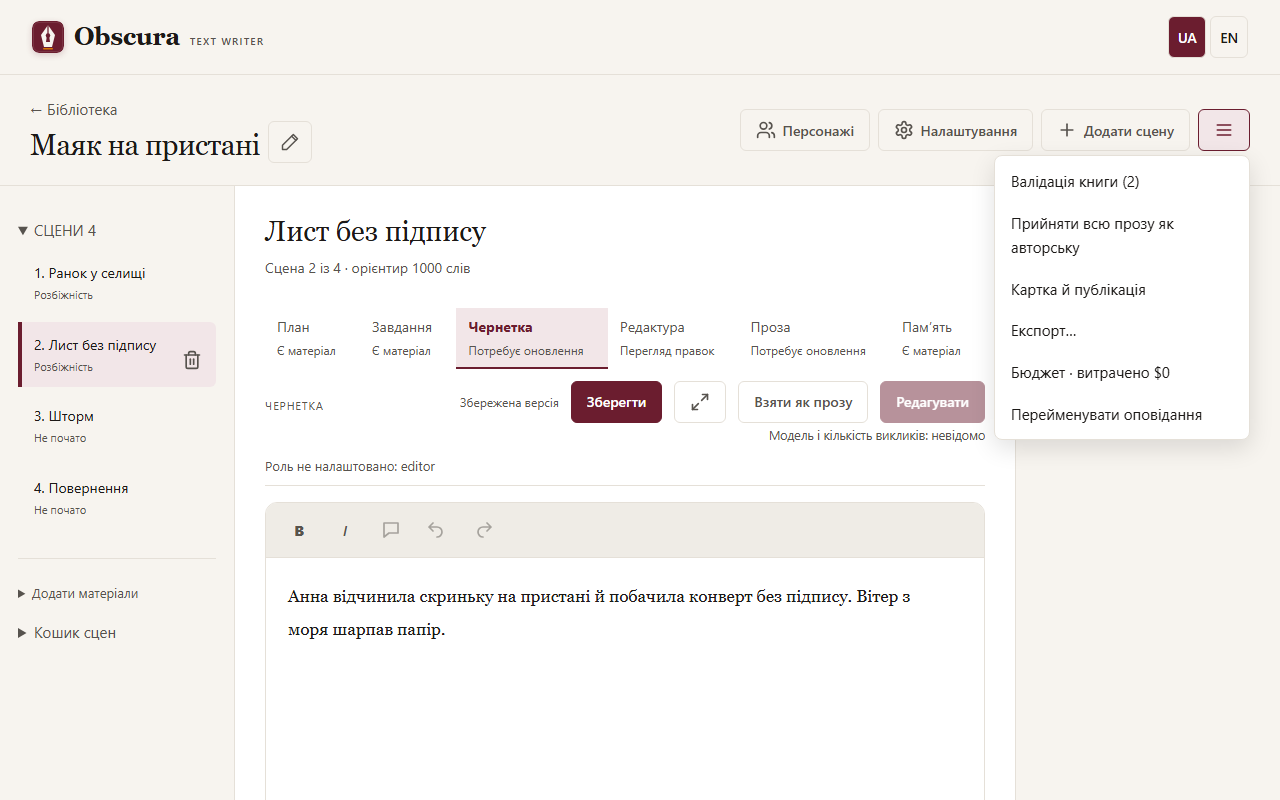 Obscura TEXT WRITER
UA EN
← Бібліотека
Маяк на пристані
Персонажі
Налаштування
Додати сцену
Валідація книги (2)
Прийняти всю прозу як
авторську
Картка й публікація
Експорт...
Бюджет · витрачено $0
Перейменувати оповідання
СЦЕНИ 4
1. Ранок у селищі
Розбіжність
2. Лист без підпису
Розбіжність
3. Шторм
Не почато
4. Повернення
Не почато
Додати матеріали
Кошик сцен
Лист без підпису
Сцена 2 із 4 · орієнтир 1000 слів
План
Є матеріал
Завдання
Є матеріал
Чернетка
Потребує оновлення
Редактура
Перегляд правок
Проза
Потребує оновлення
Пам'ять
Є матеріал
ЧЕРНЕТКА
Збережена версія
Зберегти
Взяти як прозу
Редагувати
Модель і кількість викликів: невідомо
Роль не налаштовано: editor
B I
Анна відчинила скриньку на пристані й побачила конверт без підпису. Вітер з
моря шарпав папір.